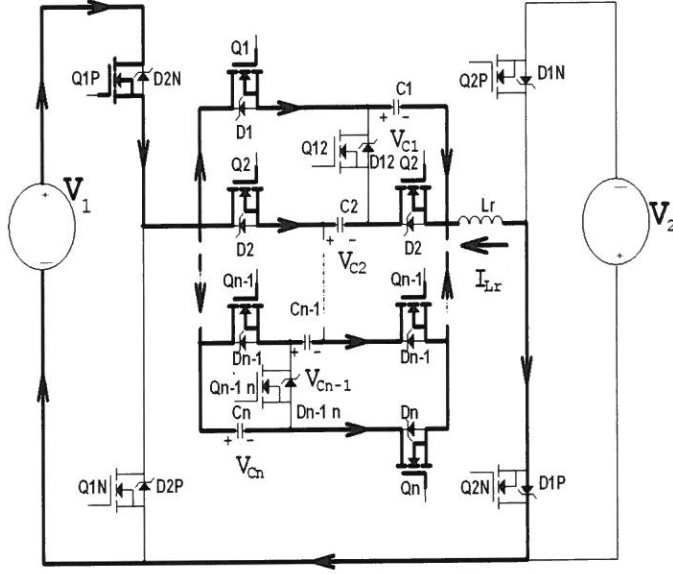 Q1
Q1P
D2N
C1
Q2P
D1N
+ -
D1
Q12
VC1
Q2
D12
Q2
V1
+
C2
Lr
-
V2
D2
+ -
D2
VC2
ILr
Qn-1
Qn-1
Cn-1
-
+
+ -
Dn-1
VCn-1
Dn-1
Qn-1 n
Cn
Dn-1 n
Dn
+ -
VCn
Q1N
D2P
Qn
Q2N
D1P